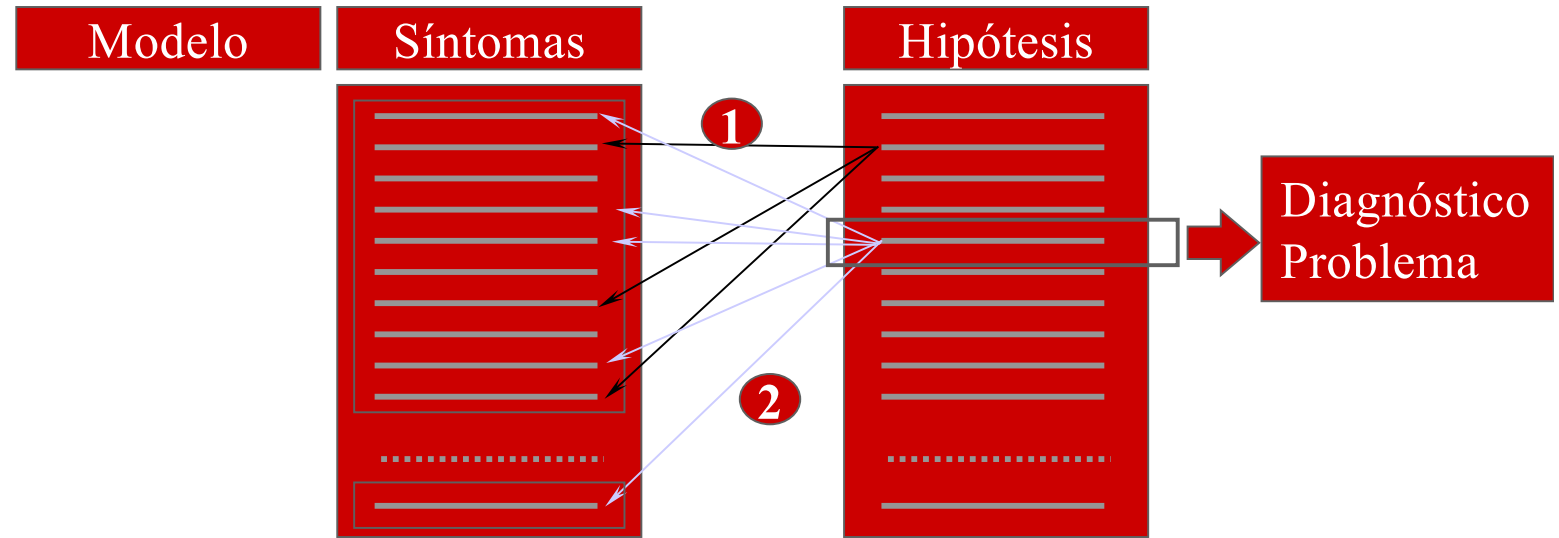 Modelo
Síntomas
Hipótesis
1
Diagnóstico
Problema
2